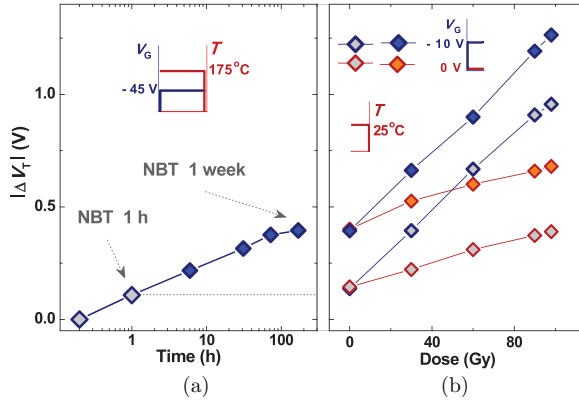 (a)
V_G
T
175°C
- 45 V
NBT 1 week
NBT 1 h
|Δ V_T| (V)
1.0
0.5
0.0
1
10
100
Time (h)
(a)
(b)
V_G
- 10 V
0 V
T
25°C
0
40
80
Dose (Gy)
(b)